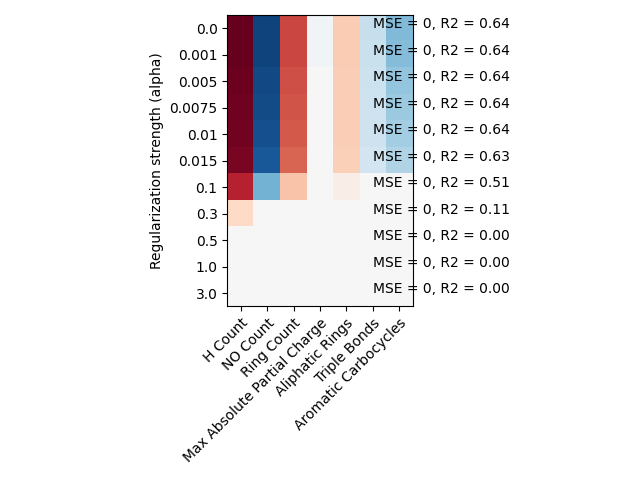 Regularization strength (alpha)
0.0 MSE = 0, R2 = 0.64
0.001 MSE = 0, R2 = 0.64
0.005 MSE = 0, R2 = 0.64
0.0075 MSE = 0, R2 = 0.64
0.01 MSE = 0, R2 = 0.64
0.015 MSE = 0, R2 = 0.63
0.1 MSE = 0, R2 = 0.51
0.3 MSE = 0, R2 = 0.11
0.5 MSE = 0, R2 = 0.00
1.0 MSE = 0, R2 = 0.00
3.0 MSE = 0, R2 = 0.00
H Count
NO Count
Ring Count
Max Absolute Partial Charge
Aliphatic Rings
Triple Bonds
Aromatic Carbocycles